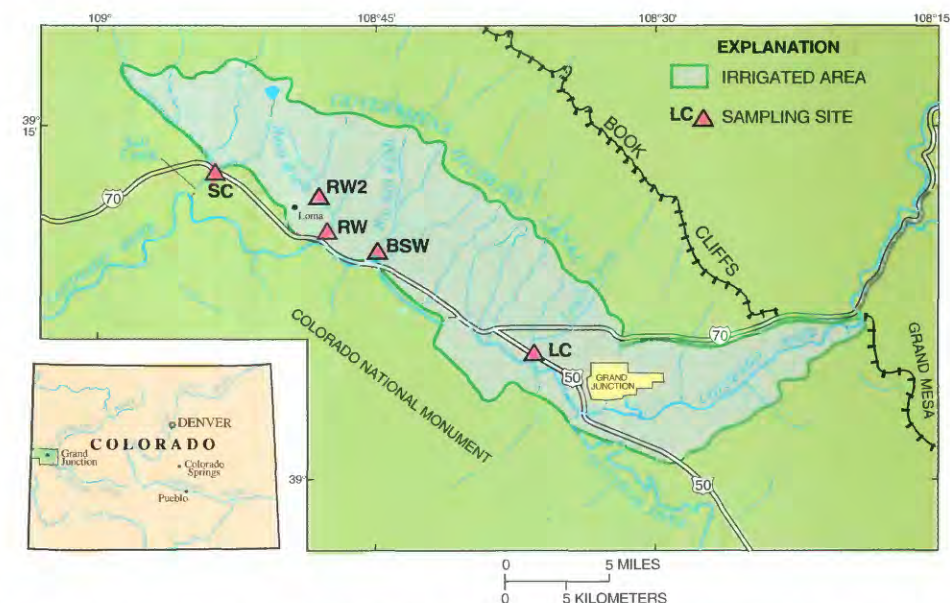 109°
108°45'
108°30'
108°15'
EXPLANATION
IRRIGATED AREA
LC SAMPLING SITE
39°
15'
BOOK
CLIFFS
70
SC
RW2
Loma
RW
BSW
COLORADO NATIONAL MONUMENT
LC
50
GRAND
JUNCTION
70
GRAND MESA
39°
50
DENVER
COLORADO
Grand
Junction
Colorado
Springs
Pueblo
0 5 MILES
0 5 KILOMETERS